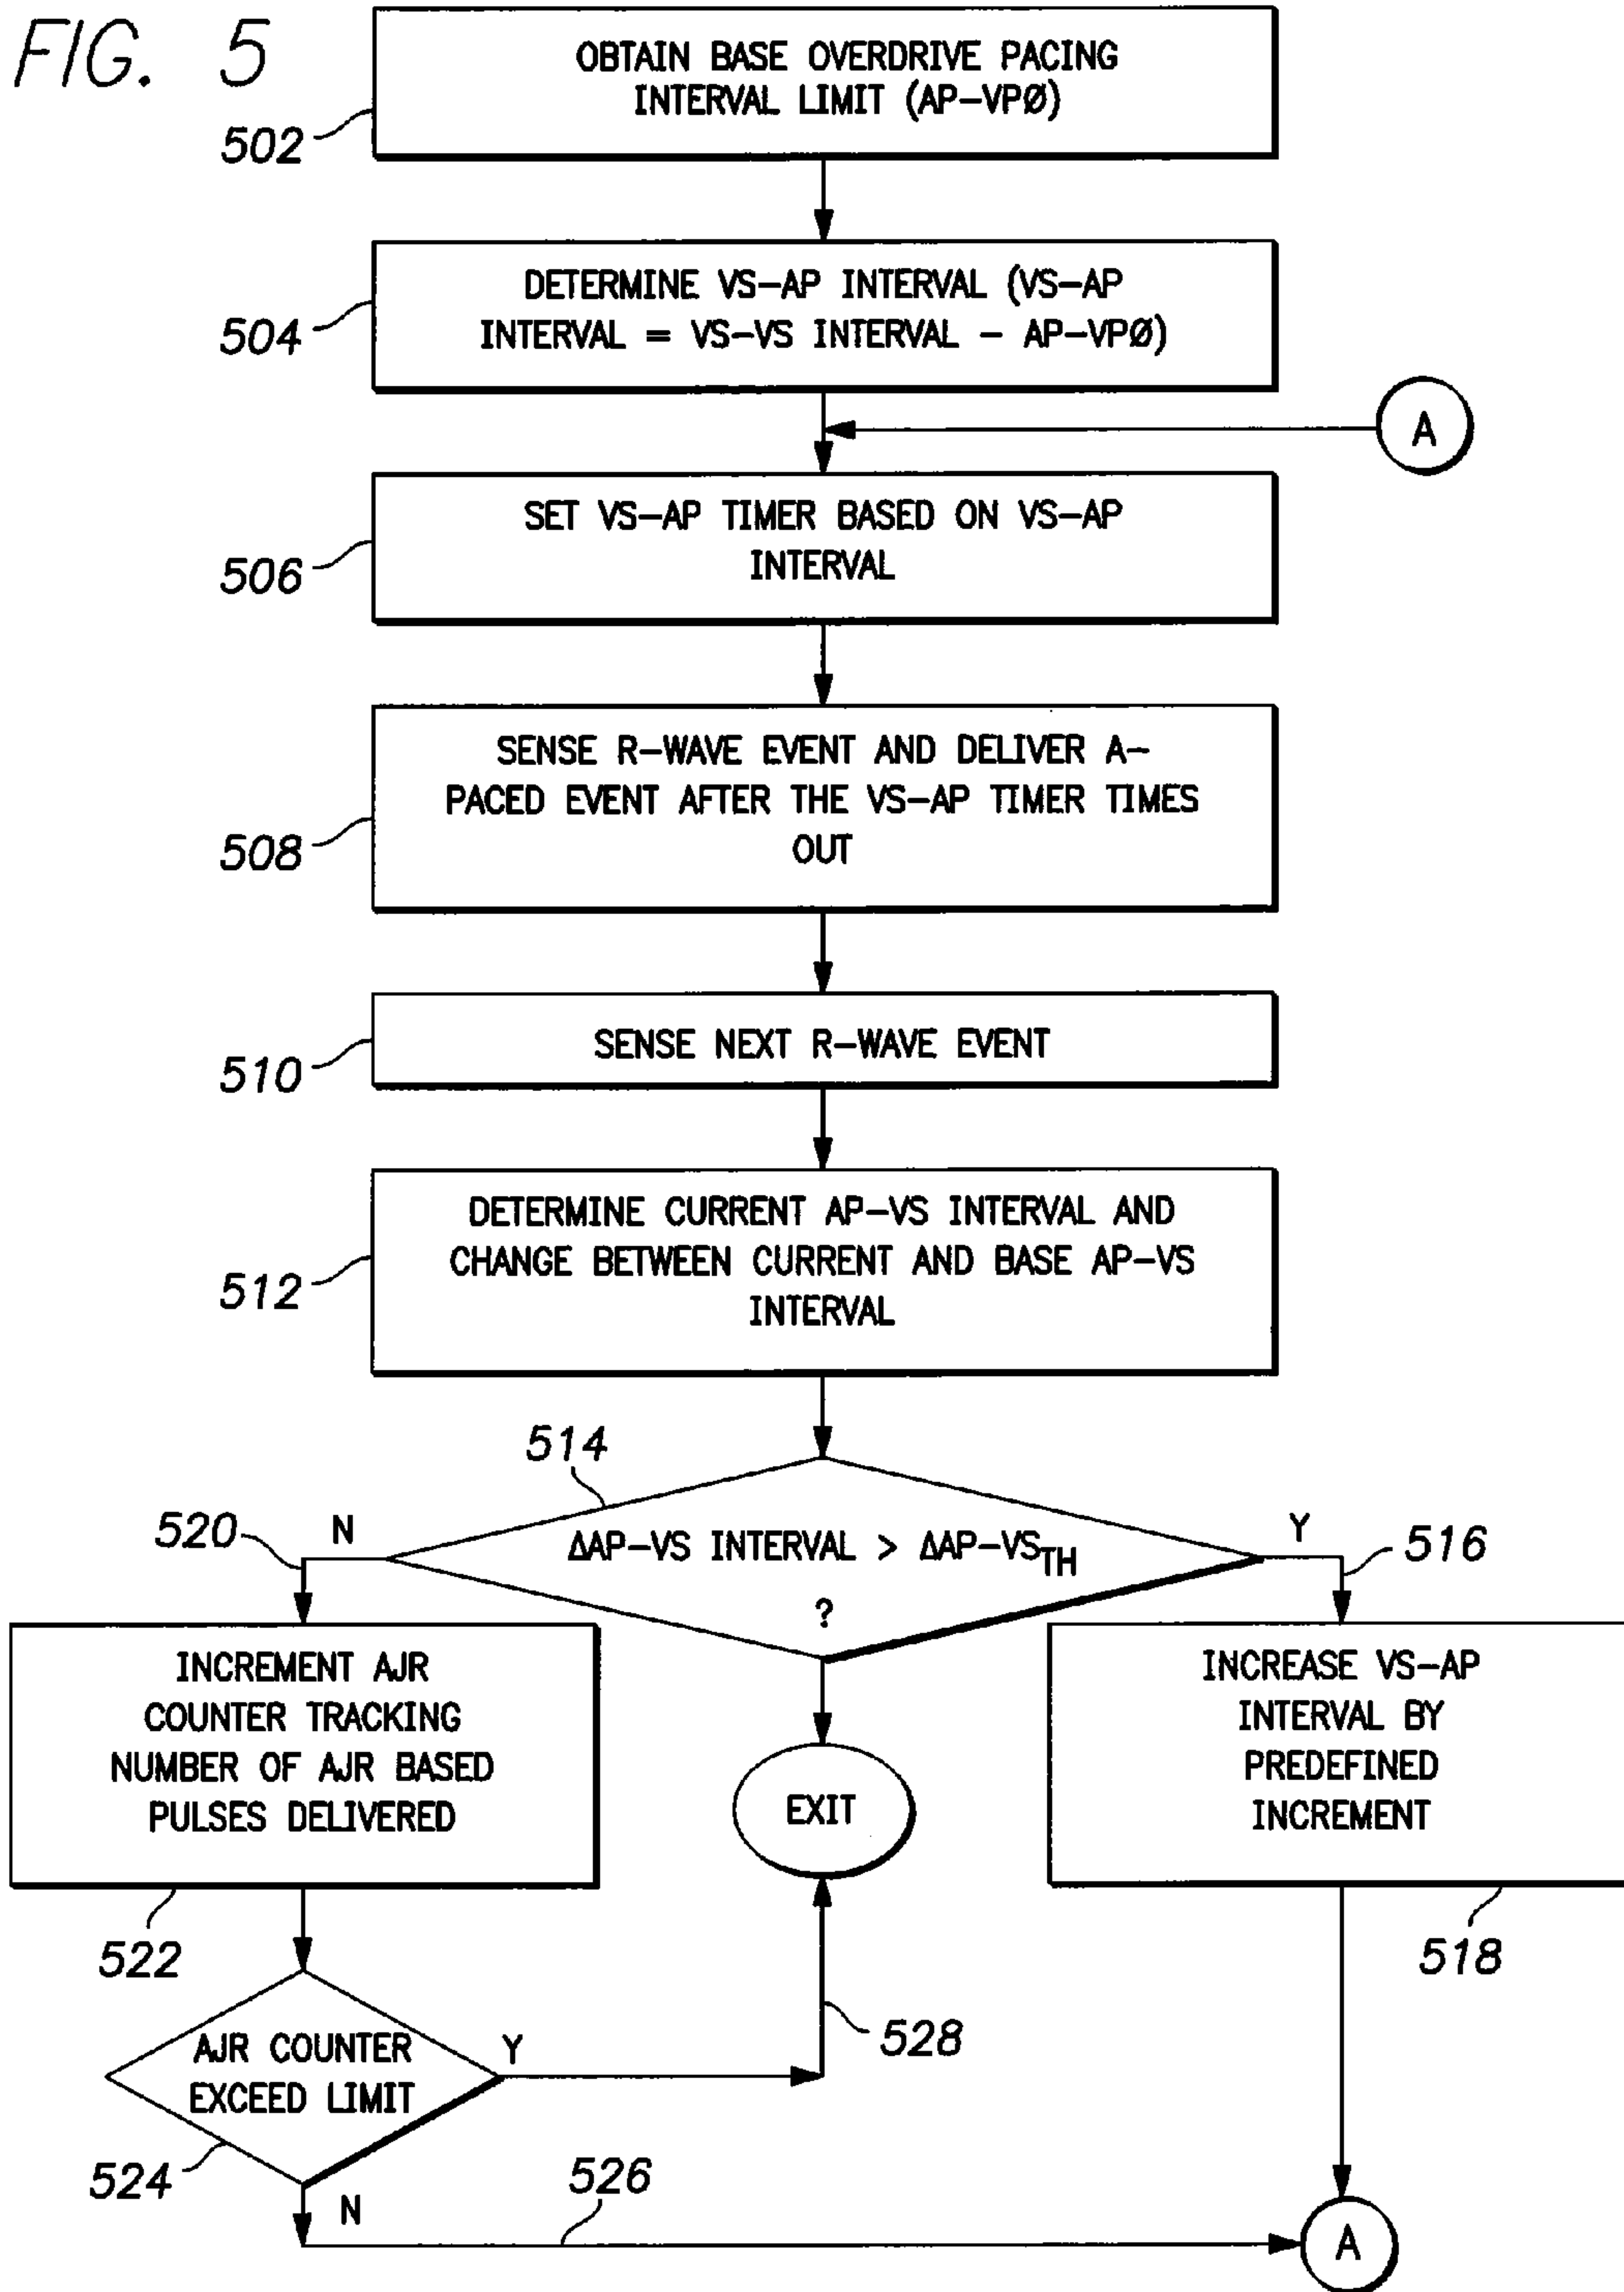 FIG. 5
OBTAIN BASE OVERDRIVE PACING
INTERVAL LIMIT (AP-VPØ)
502
DETERMINE VS-AP INTERVAL (VS-AP
INTERVAL = VS-VS INTERVAL - AP-VPØ)
504
A
SET VS-AP TIMER BASED ON VS-AP
INTERVAL
506
SENSE R-WAVE EVENT AND DELIVER A-
PACED EVENT AFTER THE VS-AP TIMER TIMES
OUT
508
SENSE NEXT R-WAVE EVENT
510
DETERMINE CURRENT AP-VS INTERVAL AND
CHANGE BETWEEN CURRENT AND BASE AP-VS
INTERVAL
512
514
520
N
ΔAP-VS INTERVAL > ΔAP-VSTH
?
Y
516
INCREMENT AJR
COUNTER TRACKING
NUMBER OF AJR BASED
PULSES DELIVERED
522
EXIT
INCREASE VS-AP
INTERVAL BY
PREDEFINED
INCREMENT
518
AJR COUNTER
EXCEED LIMIT
Y
528
524
N
526
A